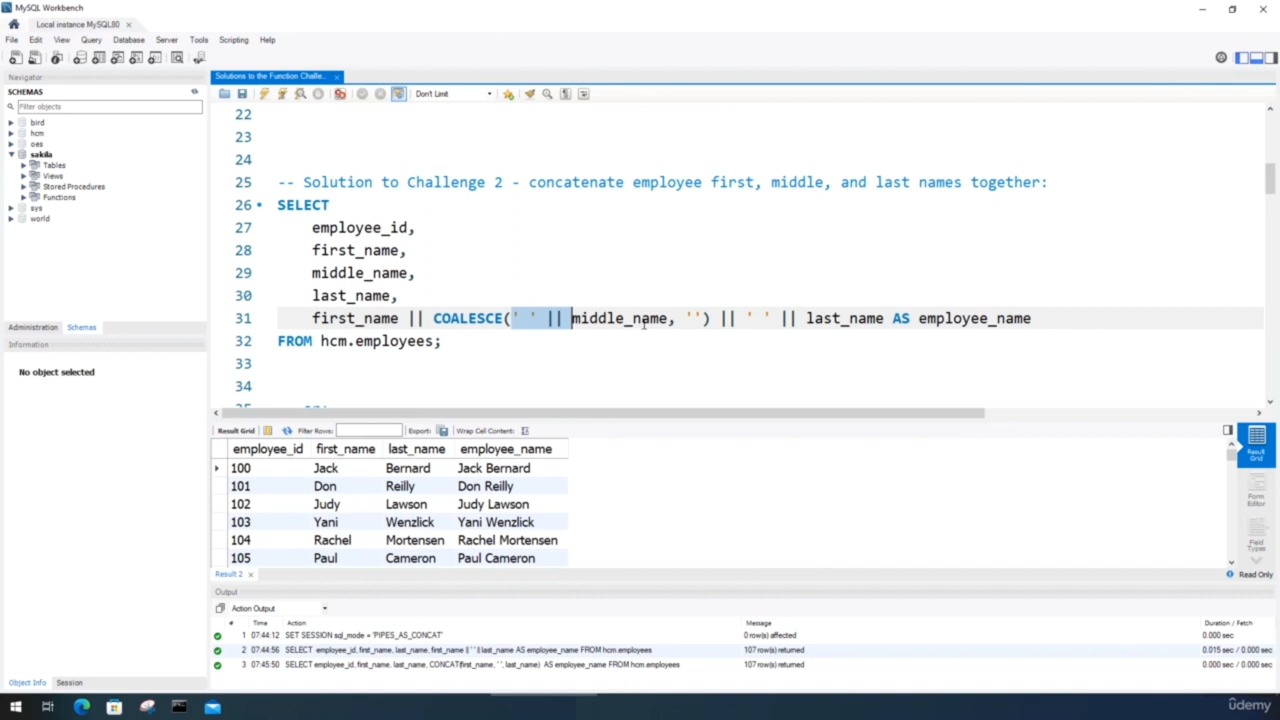 MySQL Workbench
Local instance MySQL80
File Edit View Query Database Server Tools Scripting Help
Navigator
SCHEMAS
Filter objects
bird
hcm
oes
sakila
Tables
Views
Stored Procedures
Functions
sys
world
Administration Schemas
Information
No object selected
Object Info Session
Solutions to the Function Challe...
Don't Limit
22
23
24
25 -- Solution to Challenge 2 - concatenate employee first, middle, and last names together:
26 SELECT
27 employee_id,
28 first_name,
29 middle_name,
30 last_name,
31 first_name || COALESCE(' ' || middle_name, '') || ' ' || last_name AS employee_name
32 FROM hcm.employees;
33
34
Result Grid Filter Rows: Export: Wrap Cell Content:
employee_id first_name last_name employee_name
100 Jack Bernard Jack Bernard
101 Don Reilly Don Reilly
102 Judy Lawson Judy Lawson
103 Yani Wenzlick Yani Wenzlick
104 Rachel Mortensen Rachel Mortensen
105 Paul Cameron Paul Cameron
Result Grid
Form Editor
Field Types
Result 2
Read Only
Output
Action Output
# Time Action Message Duration / Fetch
1 07:44:12 SET SESSION sql_mode = 'PIPES_AS_CONCAT' 0 row(s) affected 0.000 sec
2 07:44:56 SELECT employee_id, first_name, last_name, first_name || ' ' || last_name AS employee_name FROM hcm.employees 107 row(s) returned 0.015 sec / 0.000 sec
3 07:45:50 SELECT employee_id, first_name, last_name, CONCAT(first_name, ' ', last_name) AS employee_name FROM hcm.employees 107 row(s) returned 0.000 sec / 0.000 sec
ûdemy